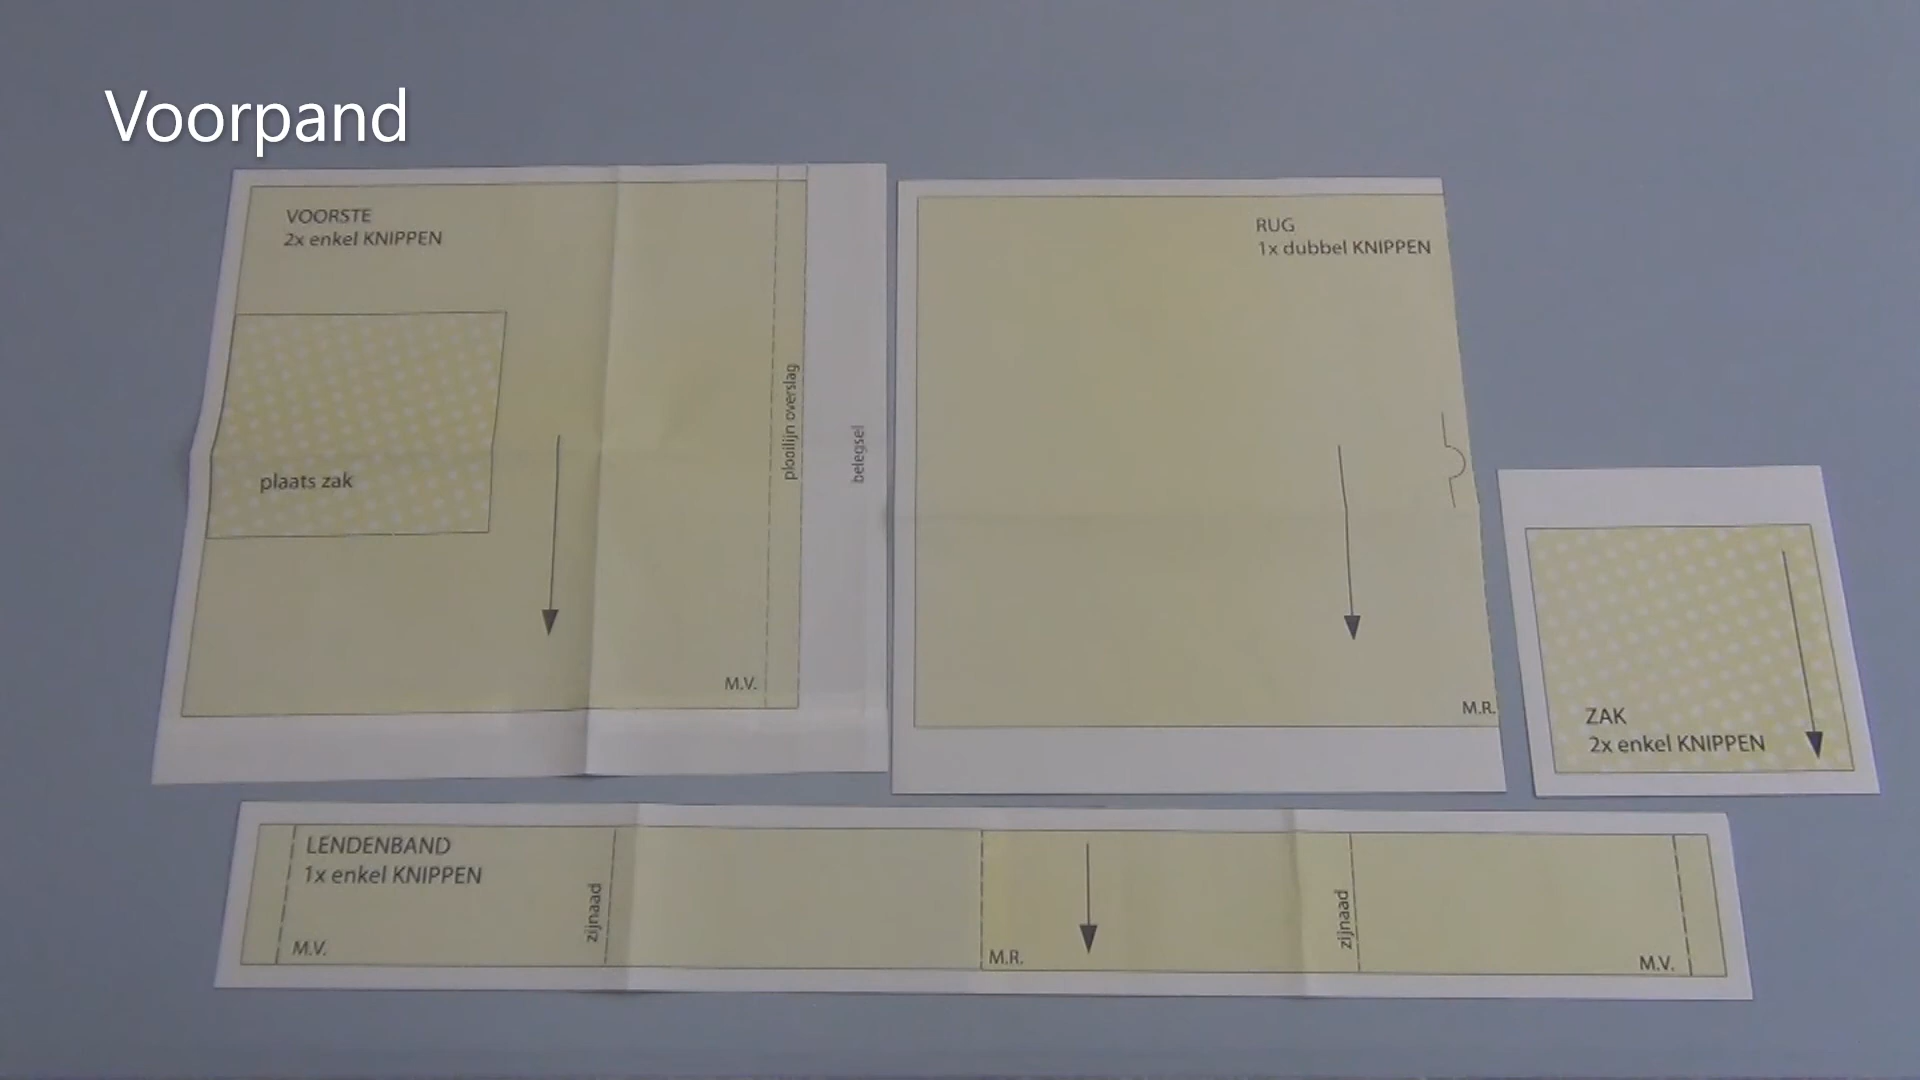 Voorpand
VOORSTE
2x enkel KNIPPEN
plaats zak
plooilijn overslag
belegsel
M.V.
RUG
1x dubbel KNIPPEN
M.R.
ZAK
2x enkel KNIPPEN
LENDENBAND
1x enkel KNIPPEN
M.V.
zijnaad
M.R.
zijnaad
M.V.